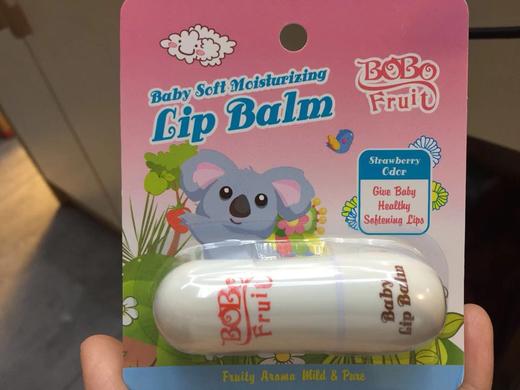 Baby Soft Moisturizing
Lip Balm
BoBo
Fruit
Strawberry
Odor
Give Baby
Healthy
Softening Lips
BoBo
Fruit
Baby
Lip Balm
Fruity Aroma Mild & Pure